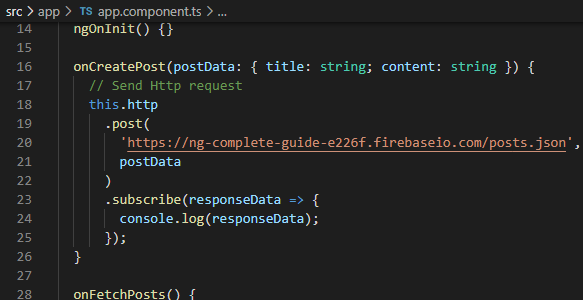 src > app > TS app.component.ts > ...
14 ngOnInit() {}
15
16 onCreatePost(postData: { title: string; content: string }) {
17 // Send Http request
18 this.http
19 .post(
20 'https://ng-complete-guide-e226f.firebaseio.com/posts.json',
21 postData
22 )
23 .subscribe(responseData => {
24 console.log(responseData);
25 });
26 }
27
28 onFetchPosts() {